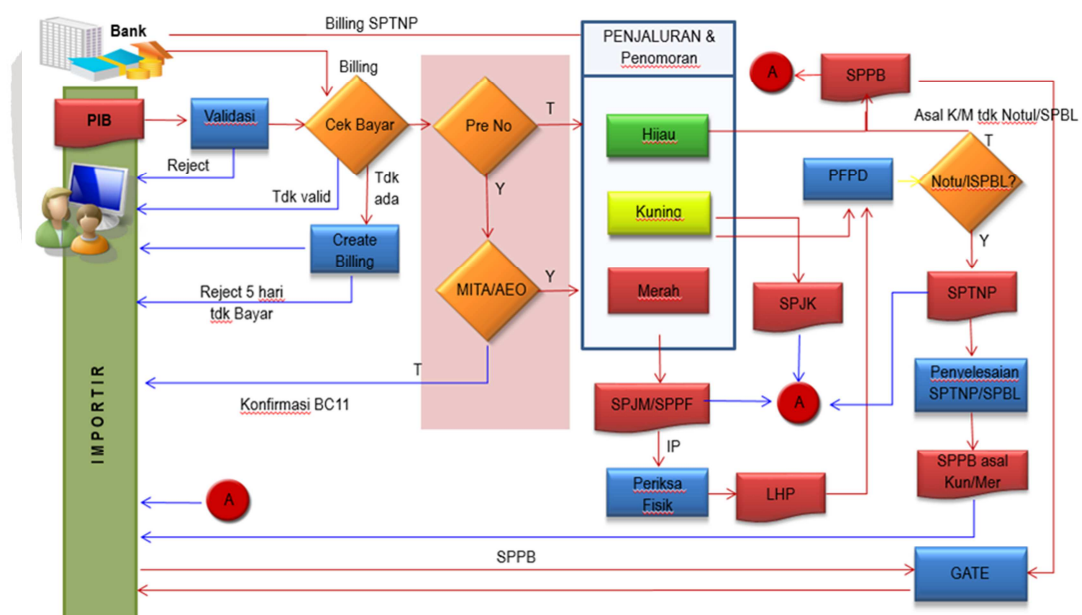 Bank
Billing SPTNP
PENJALURAN &
Penomoran
Billing
A
SPPB
PIB
Validasi
Cek Bayar
Pre No
T
Hijau
Asal K/M tdk Notul/SPBL
T
Reject
Tdk valid
Tdk
ada
Y
PFPD
Notu/ISPBL?
Kuning
Create
Billing
Y
MITA/AEO
Y
Merah
SPJK
SPTNP
Reject 5 hari
tdk Bayar
T
Penyelesaian
SPTNP/SPBL
Konfirmasi BC11
SPJM/SPPF
A
IMPORTIR
IP
SPPB asal
Kun/Mer
A
Periksa
Fisik
LHP
SPPB
GATE